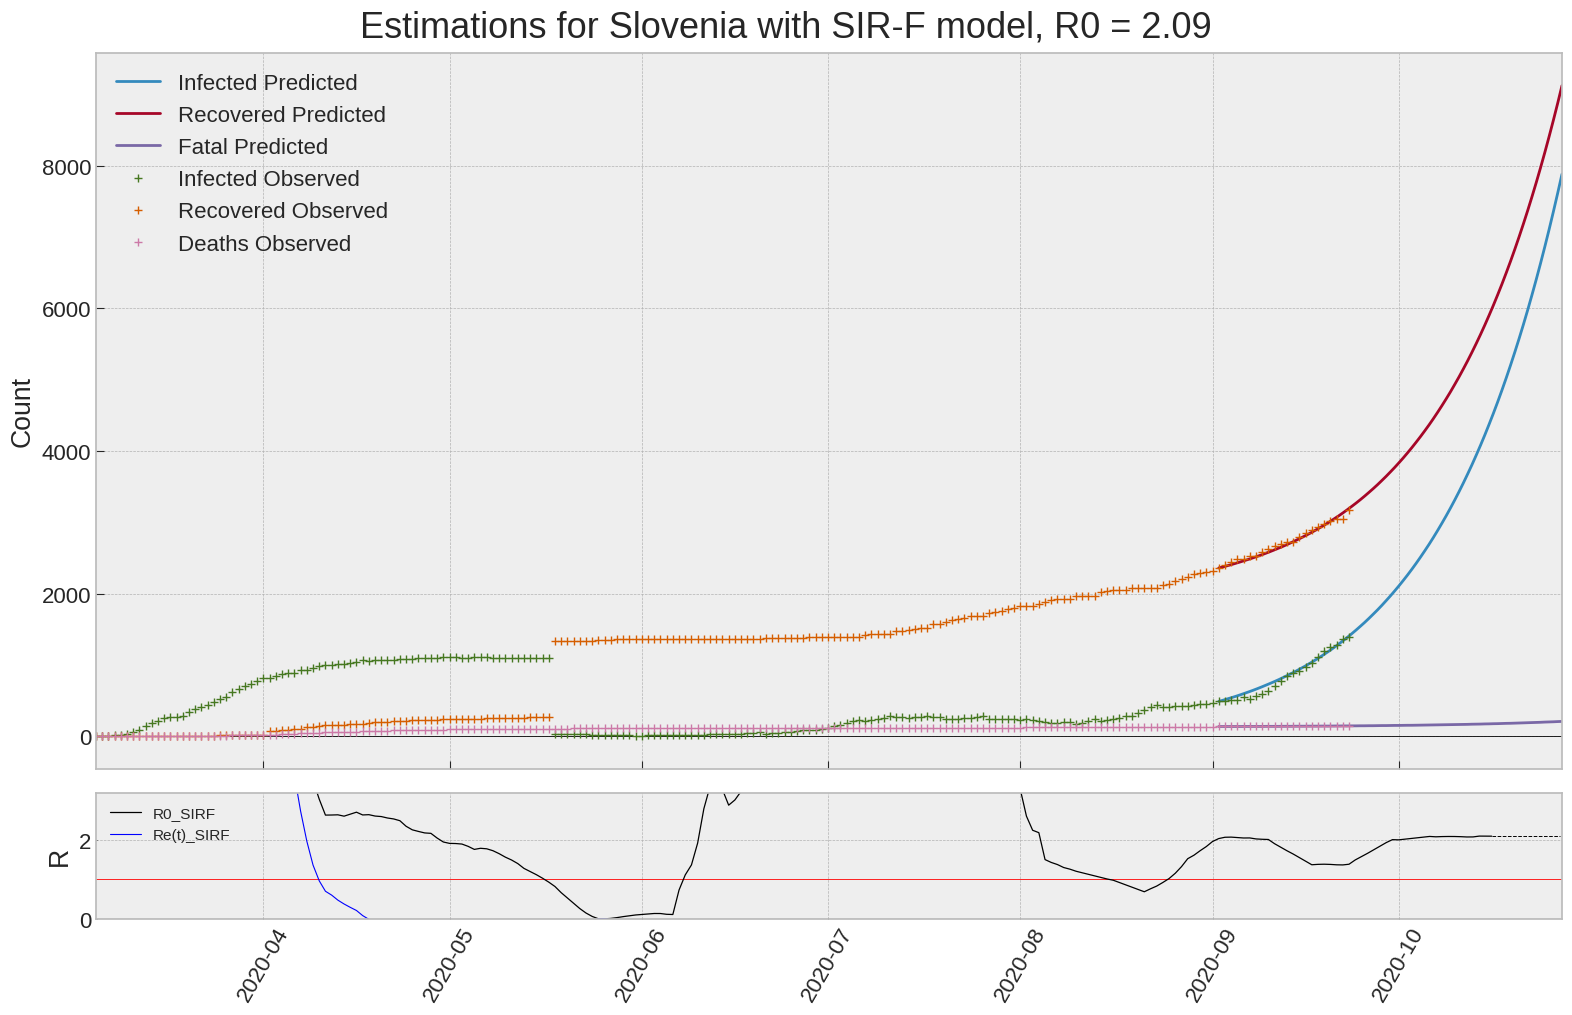 Estimations for Slovenia with SIR-F model, R0 = 2.09
Infected Predicted
Recovered Predicted
Fatal Predicted
Infected Observed
Recovered Observed
Deaths Observed
8000
6000
4000
2000
0
Count
R0_SIRF
Re(t)_SIRF
2
0
R
2020-04
2020-05
2020-06
2020-07
2020-08
2020-09
2020-10